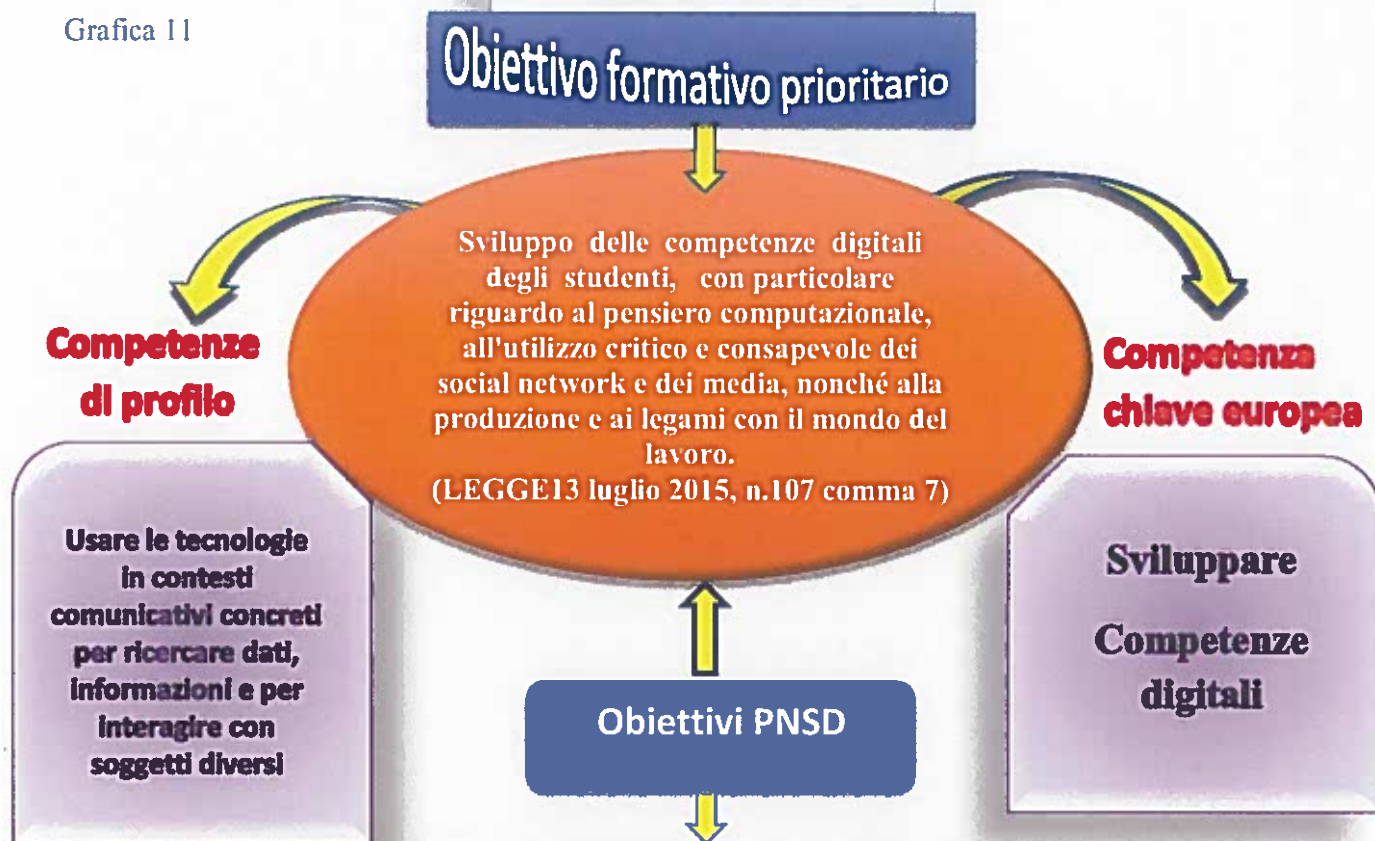 Grafica 11
Obiettivo formativo prioritario
Sviluppo delle competenze digitali
degli studenti, con particolare
riguardo al pensiero computazionale,
all'utilizzo critico e consapevole dei
social network e dei media, nonché alla
produzione e ai legami con il mondo del
lavoro.
(LEGGE13 luglio 2015, n.107 comma 7)
Competenze
di profilo
Usare le tecnologie
in contesti
comunicativi concreti
per ricercare dati,
informazioni e per
interagire con
soggetti diversi
Competenza
chiave europea
Sviluppare
Competenze
digitali
Obiettivi PNSD